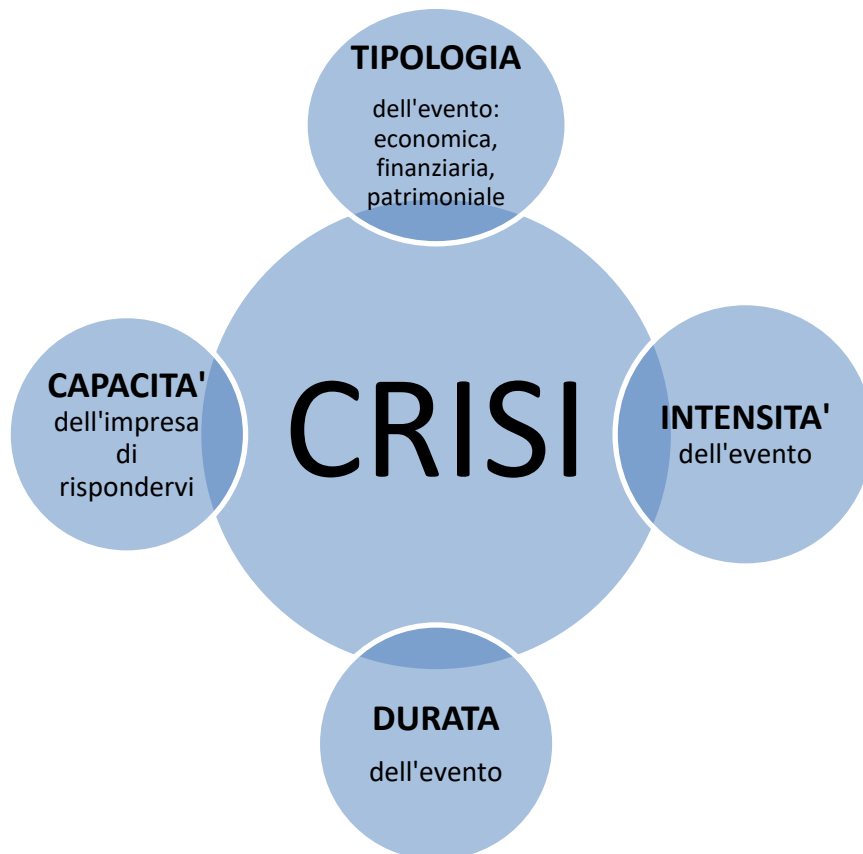 TIPOLOGIA
dell'evento:
economica,
finanziaria,
patrimoniale
CAPACITA'
dell'impresa
di
rispondervi
CRISI
INTENSITA'
dell'evento
DURATA
dell'evento